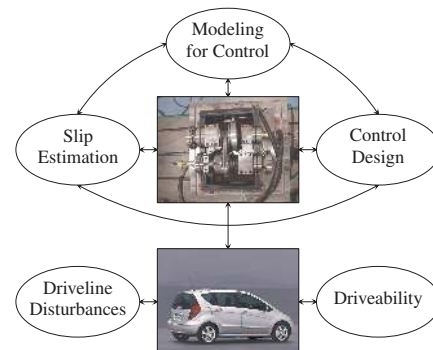 Modeling
for Control
Slip
Estimation
Control
Design
Driveline
Disturbances
Driveability